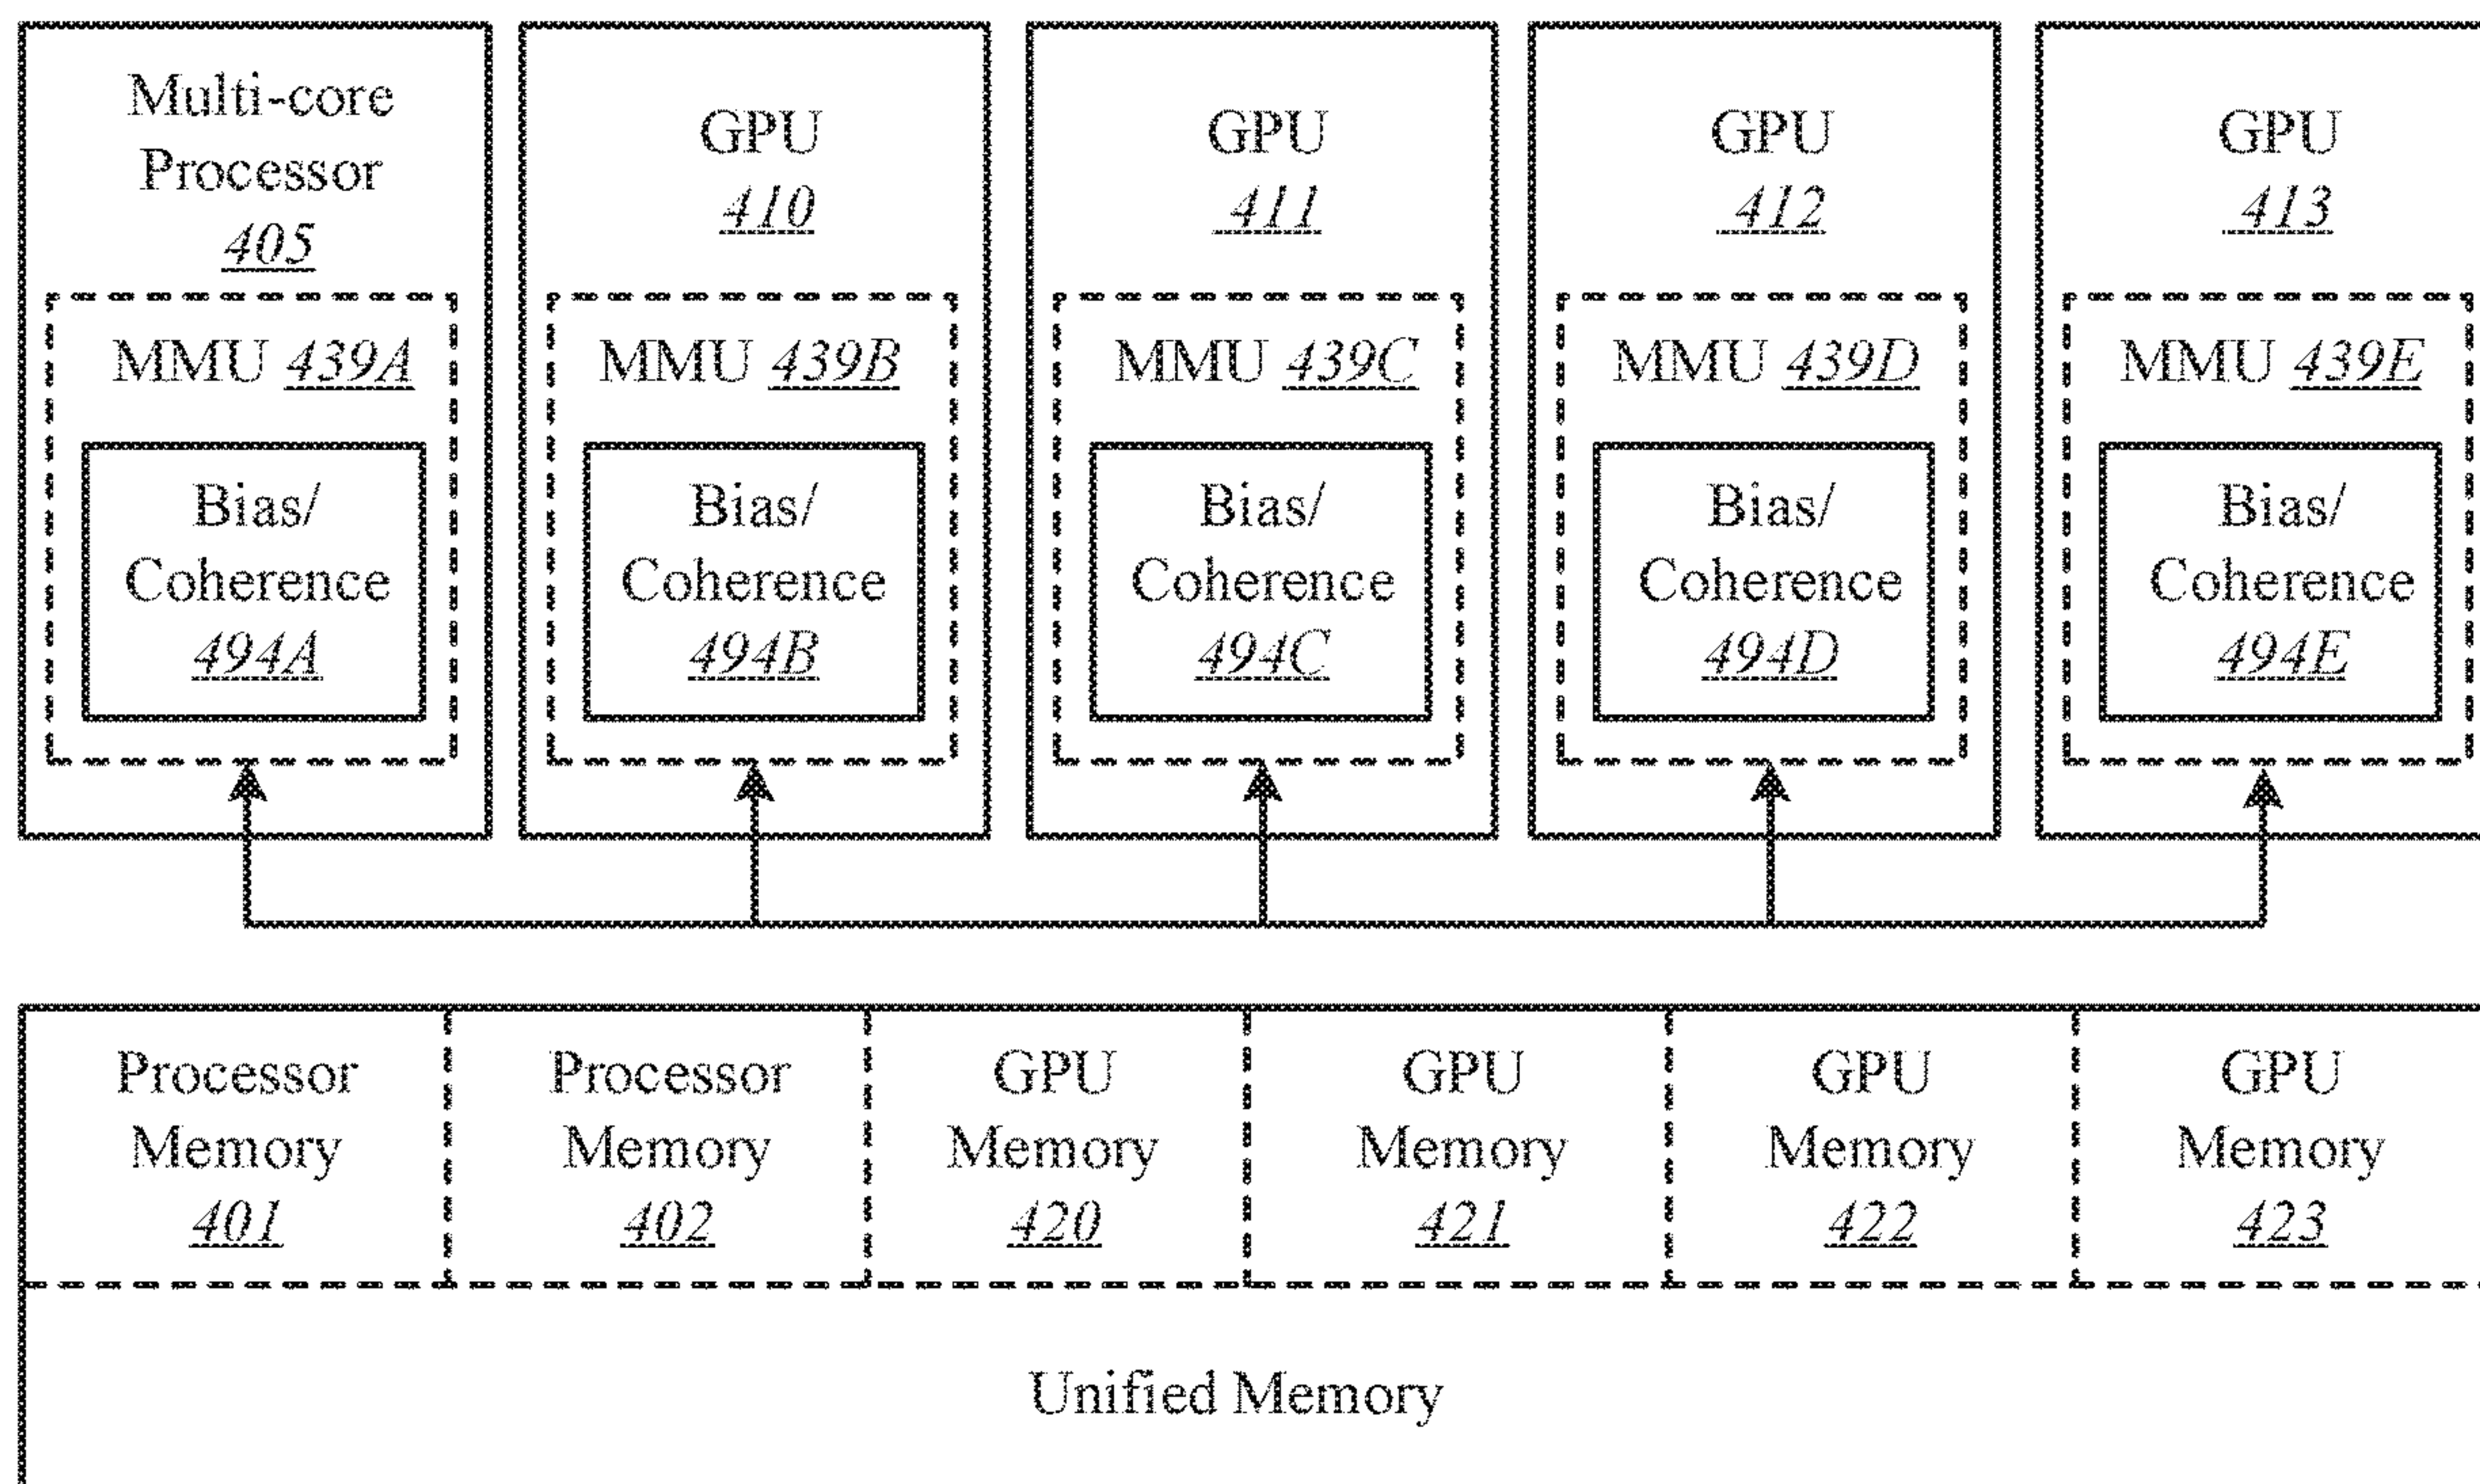 Multi-core
Processor
405
MMU 439A
Bias/
Coherence
494A
GPU
410
MMU 439B
Bias/
Coherence
494B
GPU
411
MMU 439C
Bias/
Coherence
494C
GPU
412
MMU 439D
Bias/
Coherence
494D
GPU
413
MMU 439E
Bias/
Coherence
494E
Processor
Memory
401
Processor
Memory
402
GPU
Memory
420
GPU
Memory
421
GPU
Memory
422
GPU
Memory
423
Unified Memory